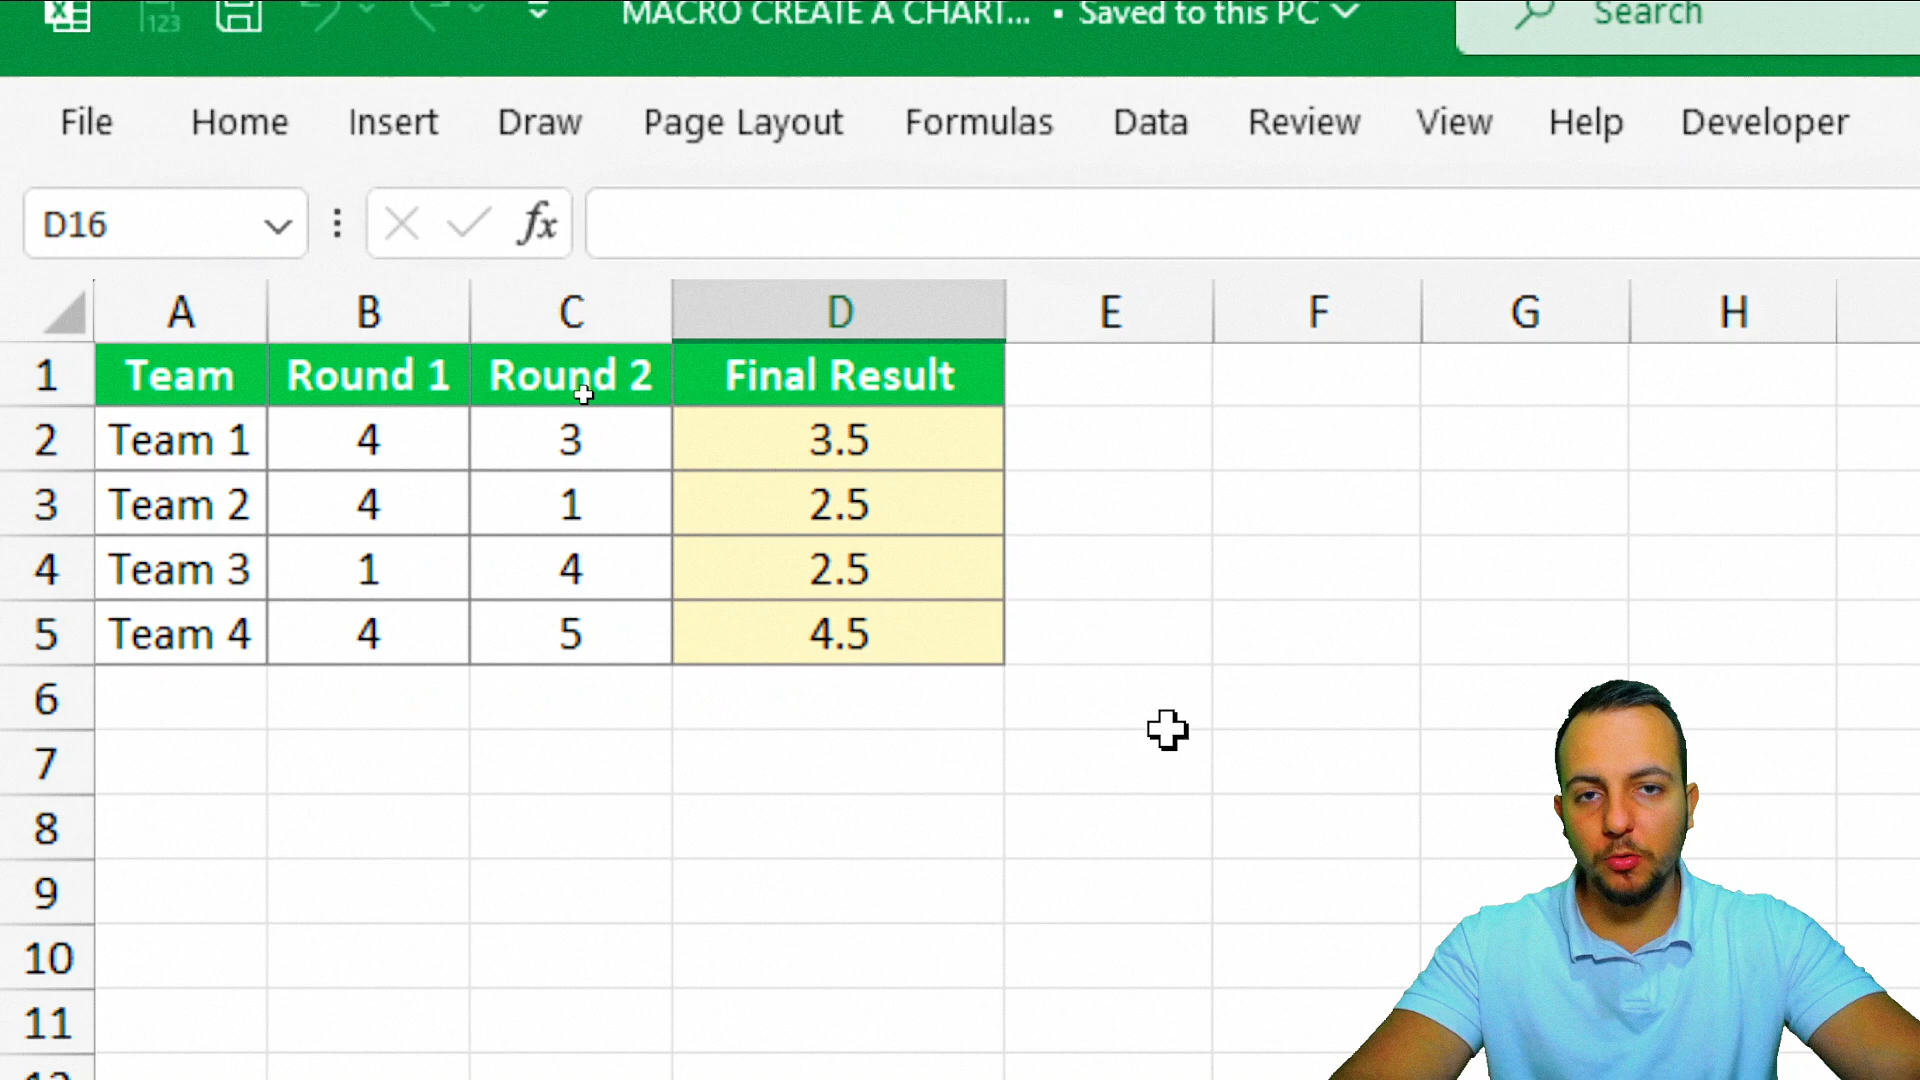 123 MACRO CREATE A CHART... • Saved to this PC Search
File Home Insert Draw Page Layout Formulas Data Review View Help Developer
D16 fx
A B C D E F G H
1 Team Round 1 Round 2 Final Result
2 Team 1 4 3 3.5
3 Team 2 4 1 2.5
4 Team 3 1 4 2.5
5 Team 4 4 5 4.5
6
7
8
9
10
11
12